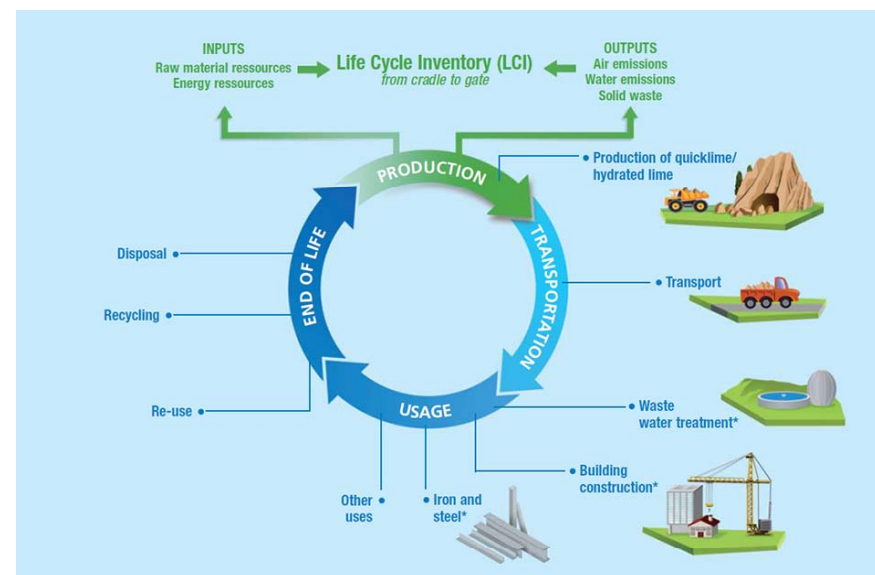 INPUTS
Raw material ressources
Energy ressources
Life Cycle Inventory (LCI)
from cradle to gate
OUTPUTS
Air emissions
Water emissions
Solid waste
PRODUCTION
• Production of quicklime/
hydrated lime
TRANSPORTATION
• Transport
USAGE
• Waste
water treatment*
• Building
construction*
• Iron and
steel*
Other •
uses
END OF LIFE
Re-use •
Recycling •
Disposal •